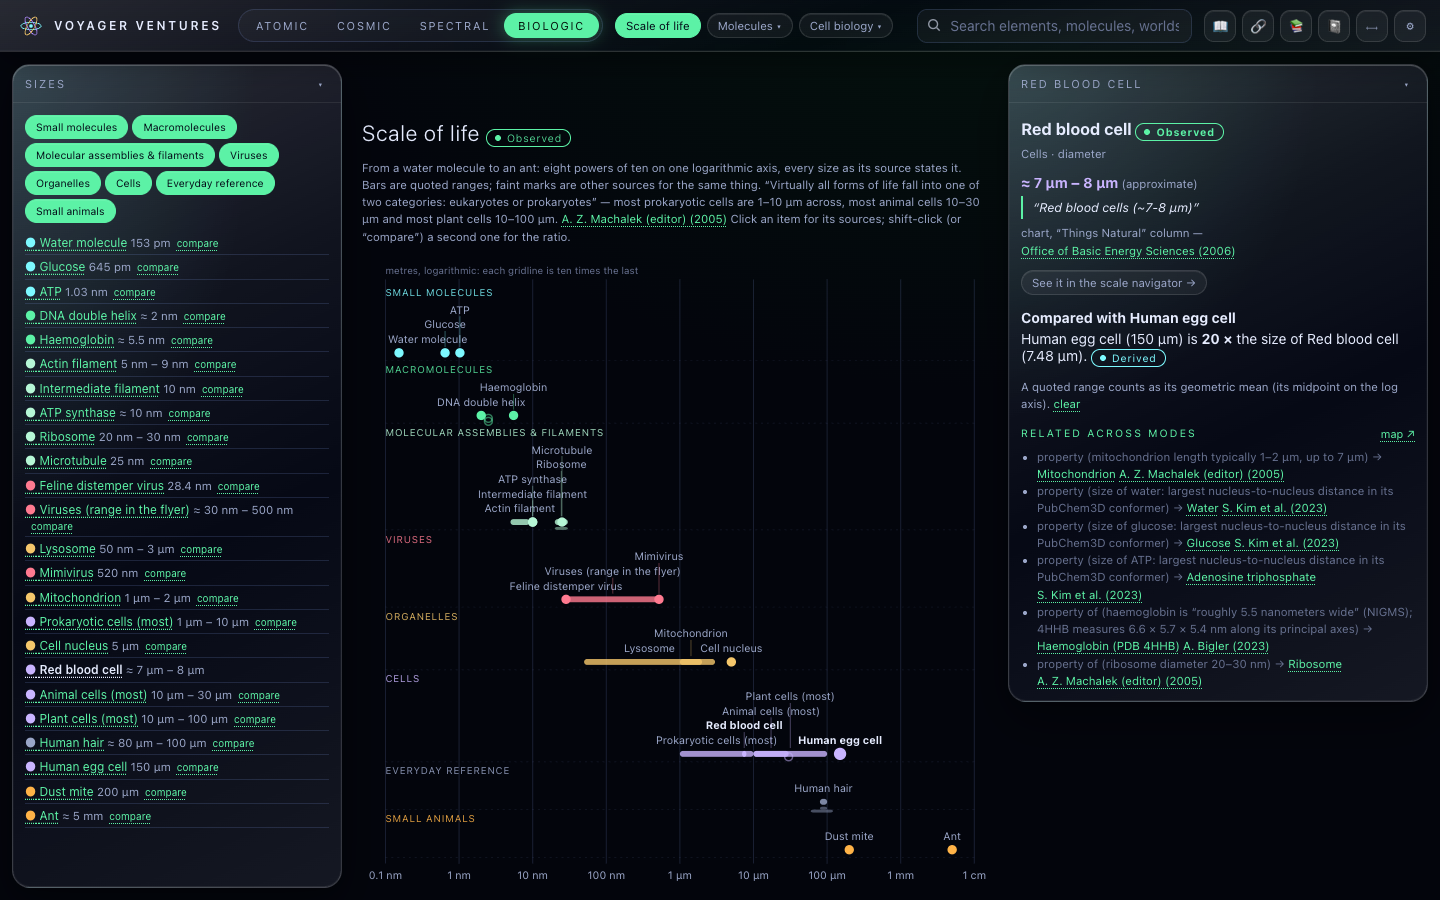 VOYAGER VENTURES
ATOMIC COSMIC SPECTRAL BIOLOGIC
Scale of life Molecules ▾ Cell biology ▾
Search elements, molecules, worlds
SIZES
Small molecules Macromolecules
Molecular assemblies & filaments Viruses
Organelles Cells Everyday reference
Small animals
Water molecule 153 pm compare
Glucose 645 pm compare
ATP 1.03 nm compare
DNA double helix ≈ 2 nm compare
Haemoglobin ≈ 5.5 nm compare
Actin filament 5 nm – 9 nm compare
Intermediate filament 10 nm compare
ATP synthase ≈ 10 nm compare
Ribosome 20 nm – 30 nm compare
Microtubule 25 nm compare
Feline distemper virus 28.4 nm compare
Viruses (range in the flyer) ≈ 30 nm – 500 nm
compare
Lysosome 50 nm – 3 µm compare
Mimivirus 520 nm compare
Mitochondrion 1 µm – 2 µm compare
Prokaryotic cells (most) 1 µm – 10 µm compare
Cell nucleus 5 µm compare
Red blood cell ≈ 7 µm – 8 µm
Animal cells (most) 10 µm – 30 µm compare
Plant cells (most) 10 µm – 100 µm compare
Human hair ≈ 80 µm – 100 µm compare
Human egg cell 150 µm compare
Dust mite 200 µm compare
Ant ≈ 5 mm compare
Scale of life Observed
From a water molecule to an ant: eight powers of ten on one logarithmic axis, every size as its source states it.
Bars are quoted ranges; faint marks are other sources for the same thing. “Virtually all forms of life fall into one of
two categories: eukaryotes or prokaryotes” — most prokaryotic cells are 1–10 µm across, most animal cells 10–30
µm and most plant cells 10–100 µm. A. Z. Machalek (editor) (2005) Click an item for its sources; shift-click (or
“compare”) a second one for the ratio.
metres, logarithmic: each gridline is ten times the last
SMALL MOLECULES
ATP
Glucose
Water molecule
MACROMOLECULES
Haemoglobin
DNA double helix
MOLECULAR ASSEMBLIES & FILAMENTS
Microtubule
Ribosome
ATP synthase
Intermediate filament
Actin filament
VIRUSES
Mimivirus
Viruses (range in the flyer)
Feline distemper virus
ORGANELLES
Mitochondrion
Lysosome Cell nucleus
CELLS
Plant cells (most)
Animal cells (most)
Red blood cell
Prokaryotic cells (most) Human egg cell
EVERYDAY REFERENCE
Human hair
SMALL ANIMALS
Dust mite Ant
0.1 nm 1 nm 10 nm 100 nm 1 µm 10 µm 100 µm 1 mm 1 cm
RED BLOOD CELL
Red blood cell Observed
Cells · diameter
≈ 7 µm – 8 µm (approximate)
“Red blood cells (~7-8 µm)”
chart, “Things Natural” column —
Office of Basic Energy Sciences (2006)
See it in the scale navigator →
Compared with Human egg cell
Human egg cell (150 µm) is 20 × the size of Red blood cell
(7.48 µm). Derived
A quoted range counts as its geometric mean (its midpoint on the log
axis). clear
RELATED ACROSS MODES map ↗
property (mitochondrion length typically 1–2 µm, up to 7 µm) →
Mitochondrion A. Z. Machalek (editor) (2005)
property (size of water: largest nucleus-to-nucleus distance in its
PubChem3D conformer) → Water S. Kim et al. (2023)
property (size of glucose: largest nucleus-to-nucleus distance in its
PubChem3D conformer) → Glucose S. Kim et al. (2023)
property (size of ATP: largest nucleus-to-nucleus distance in its
PubChem3D conformer) → Adenosine triphosphate
S. Kim et al. (2023)
property of (haemoglobin is “roughly 5.5 nanometers wide” (NIGMS);
4HHB measures 6.6 × 5.7 × 5.4 nm along its principal axes) →
Haemoglobin (PDB 4HHB) A. Bigler (2023)
property of (ribosome diameter 20–30 nm) → Ribosome
A. Z. Machalek (editor) (2005)